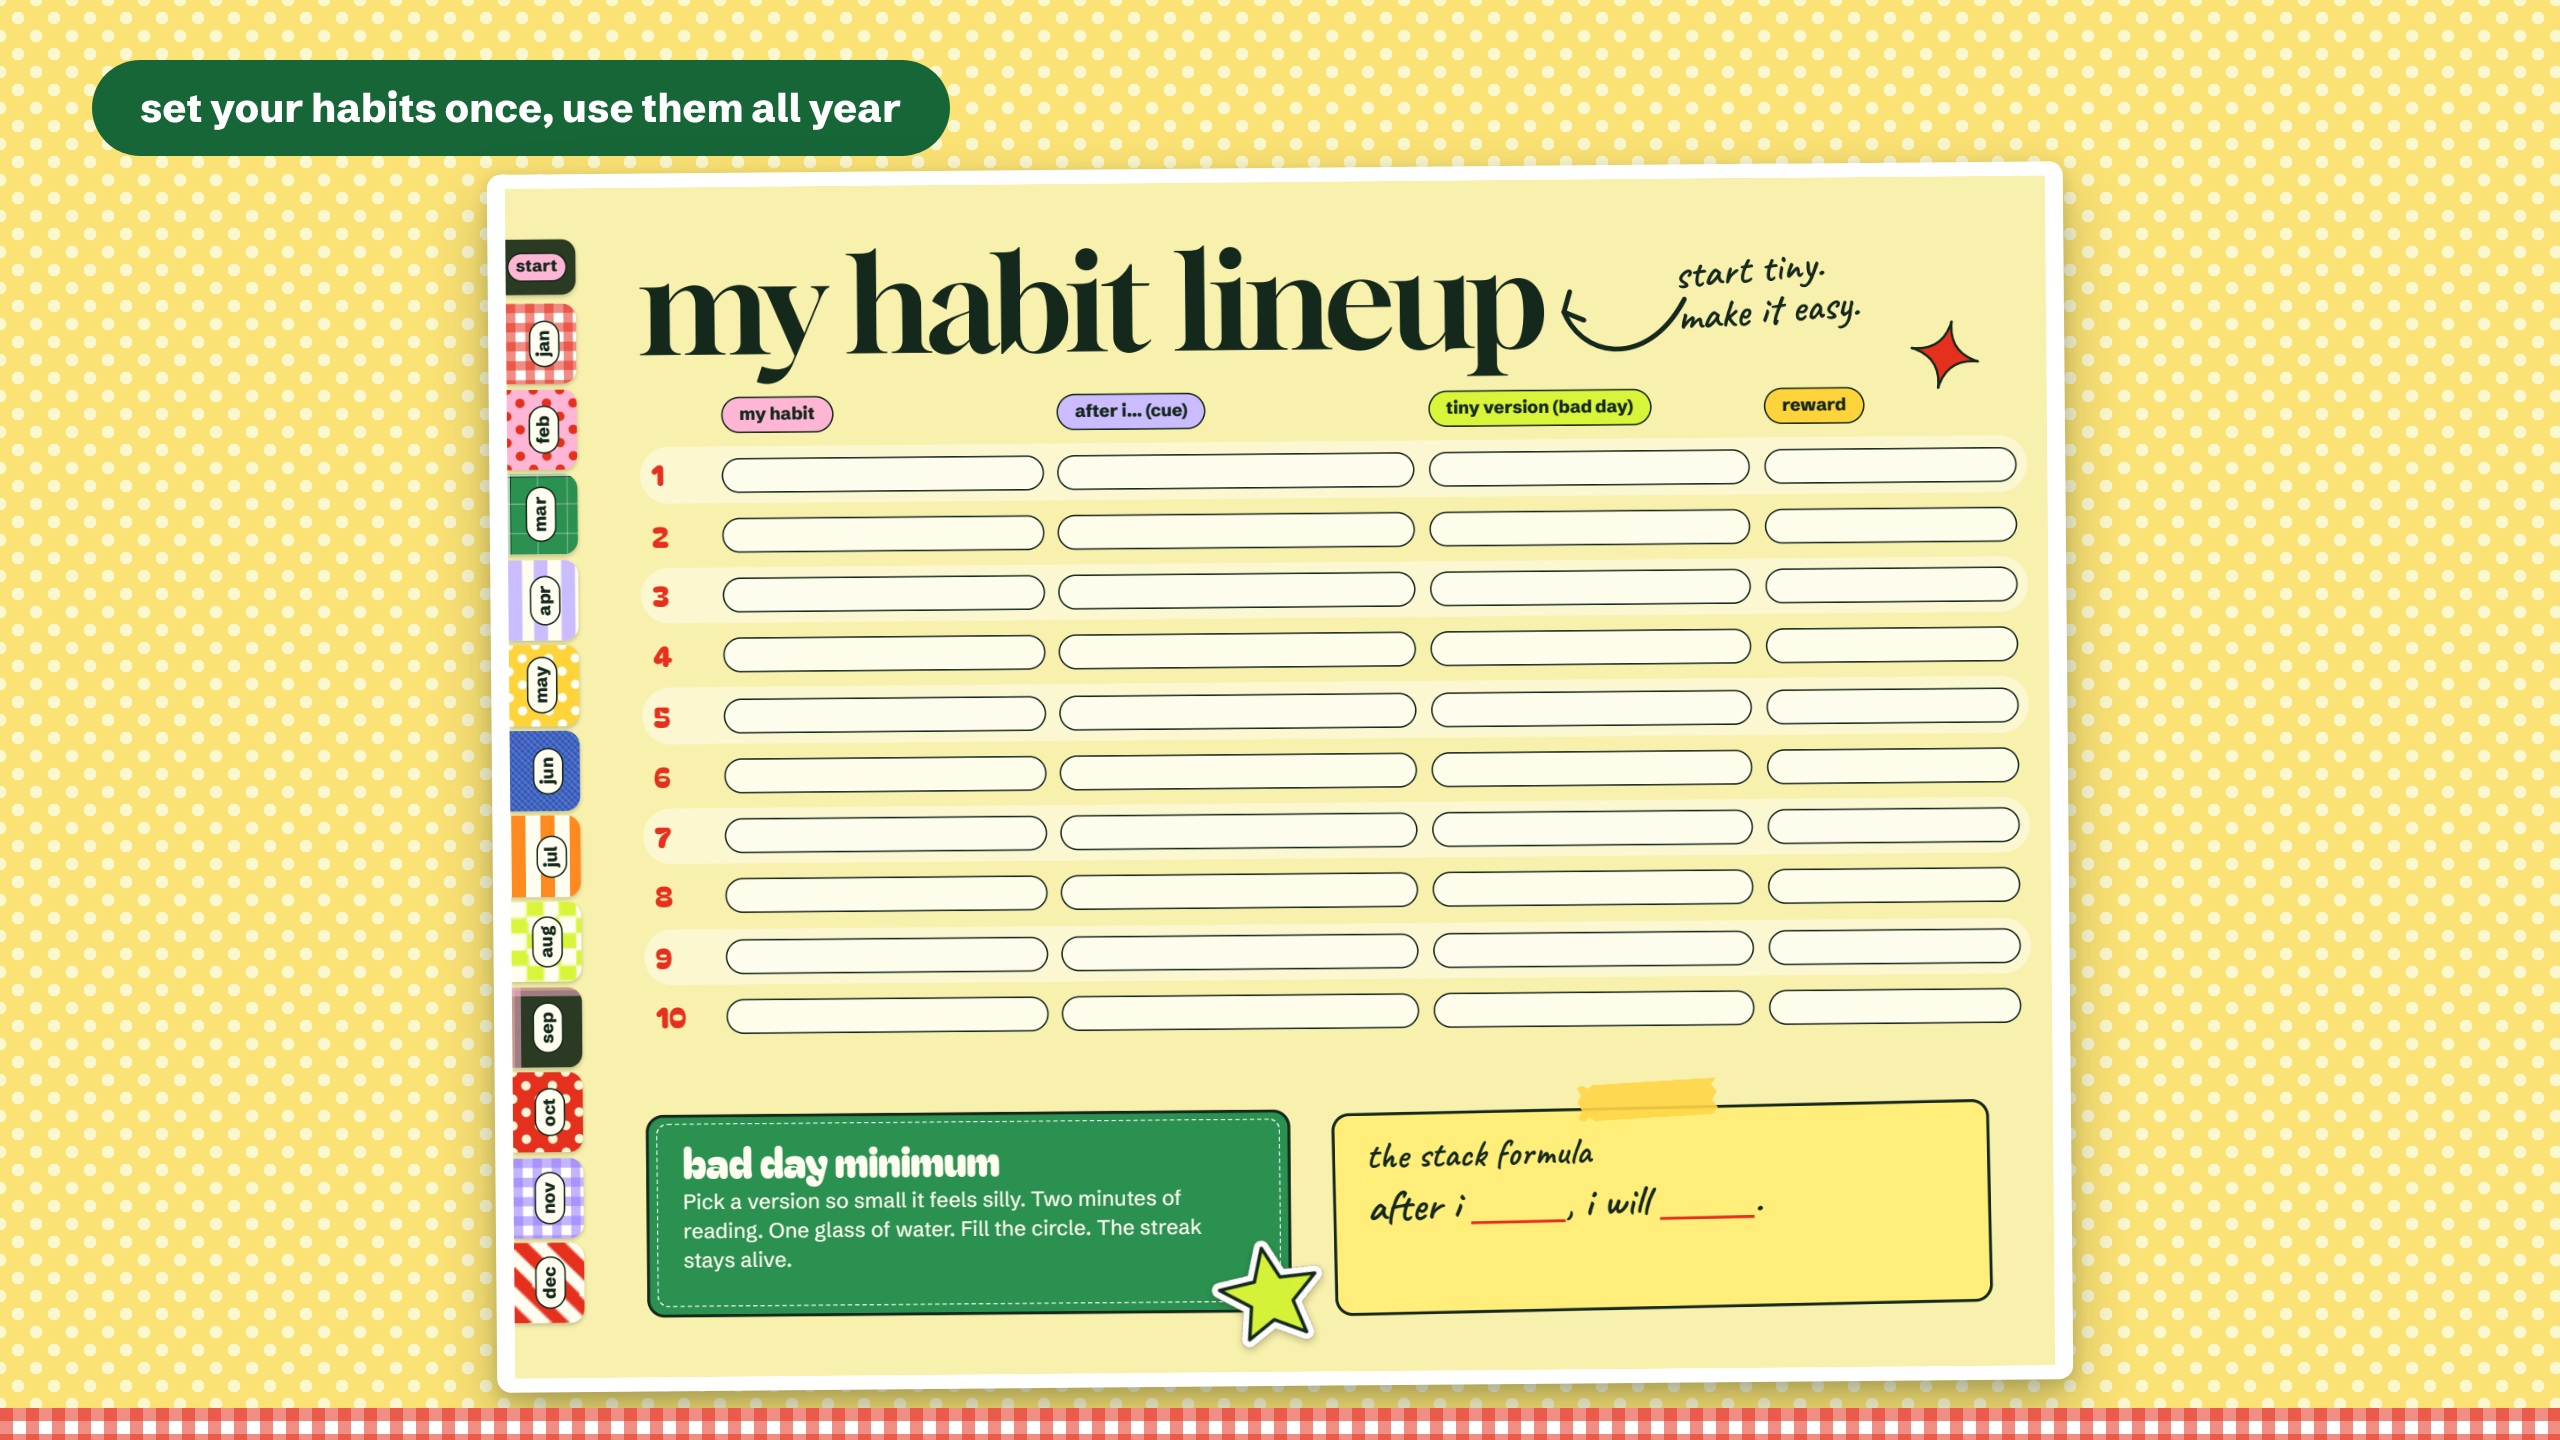 set your habits once, use them all year
start
jan
feb
mar
apr
may
jun
jul
aug
sep
oct
nov
dec
my habit lineup
start tiny.
make it easy.
my habit
after i... (cue)
tiny version (bad day)
reward
1
2
3
4
5
6
7
8
9
10
bad day minimum
Pick a version so small it feels silly. Two minutes of
reading. One glass of water. Fill the circle. The streak
stays alive.
the stack formula
after i ______, i will ______.